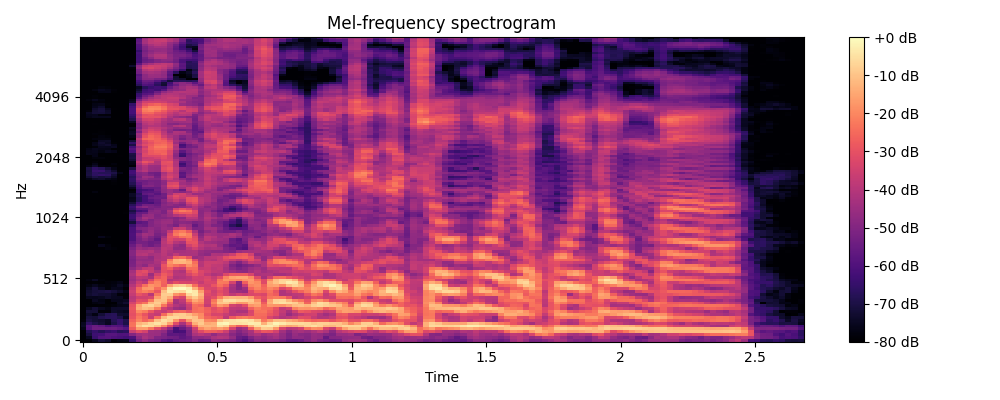 Mel-frequency spectrogram
Hz
4096
2048
1024
512
0
0
0.5
1
1.5
2
2.5
Time
+0 dB
-10 dB
-20 dB
-30 dB
-40 dB
-50 dB
-60 dB
-70 dB
-80 dB